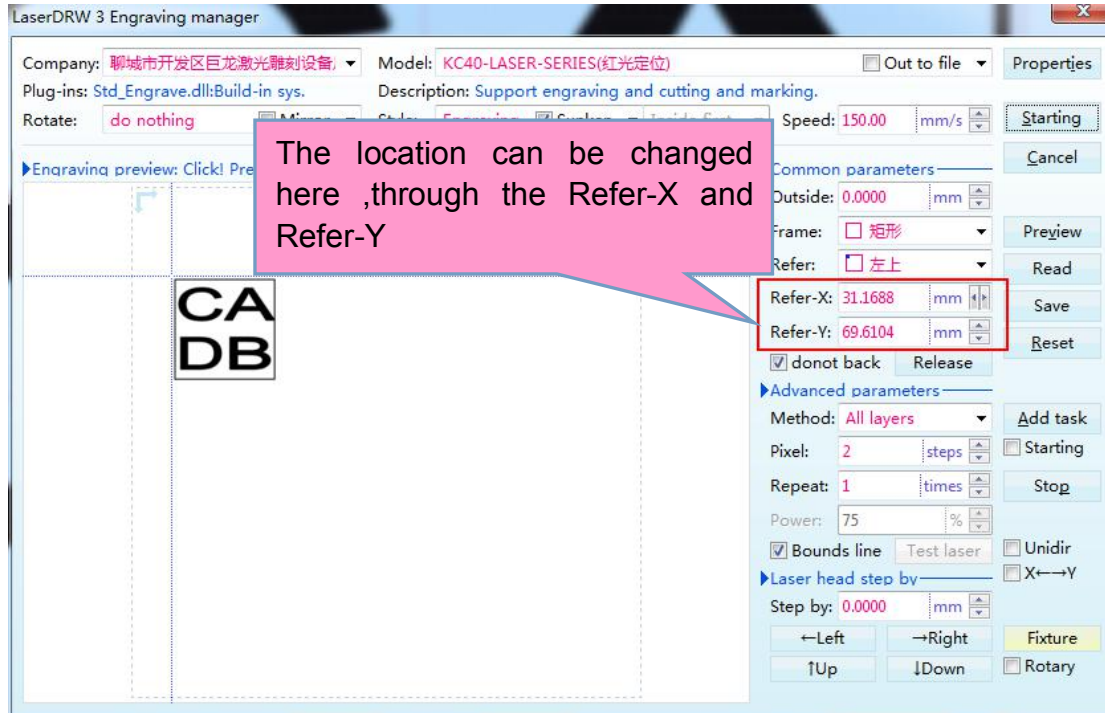 LaserDRW 3 Engraving manager
Company: 聊城市开发区巨龙激光雕刻设备 Model: KC40-LASER-SERIES(红光定位) Out to file Properties
Plug-ins: Std_Engrave.dll:Build-in sys. Description: Support engraving and cutting and marking.
Rotate: do nothing Speed: 150.00 mm/s Starting
The location can be changed
here ,through the Refer-X and
Refer-Y
Engraving preview: Click! Common parameters Cancel
Outside: 0.0000 mm
Frame: 矩形 Preview
Refer: 左上 Read
CA
DB
Refer-X: 31.1688 mm Save
Refer-Y: 69.6104 mm Reset
donot back Release
Advanced parameters
Method: All layers Add task
Pixel: 2 steps Starting
Repeat: 1 times Stop
Power: 75 %
Bounds line Test laser Unidir
X←→Y
Laser head step by
Step by: 0.0000 mm
←Left →Right Fixture
↑Up ↓Down Rotary